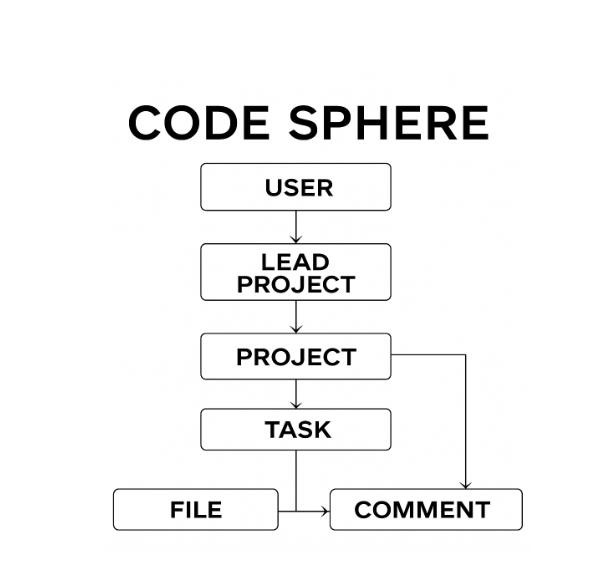 CODE SPHERE
USER
LEAD
PROJECT
PROJECT
TASK
FILE
COMMENT